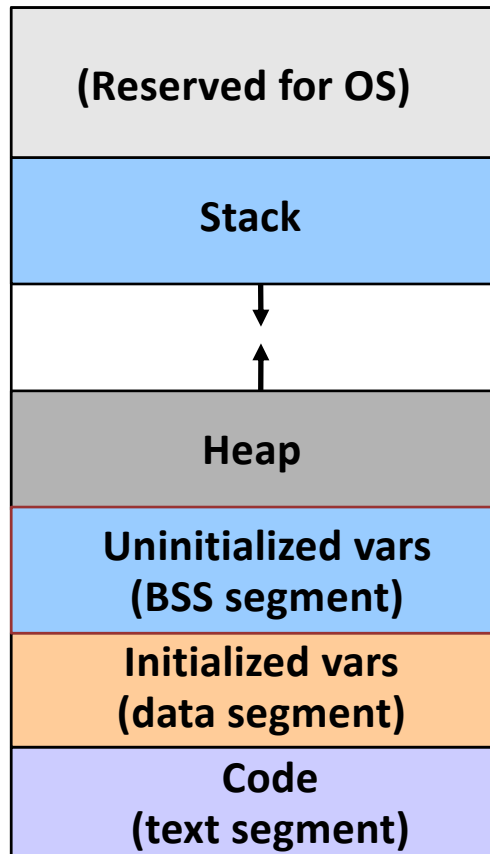 (Reserved for OS)
Stack
Heap
Uninitialized vars
(BSS segment)
Initialized vars
(data segment)
Code
(text segment)